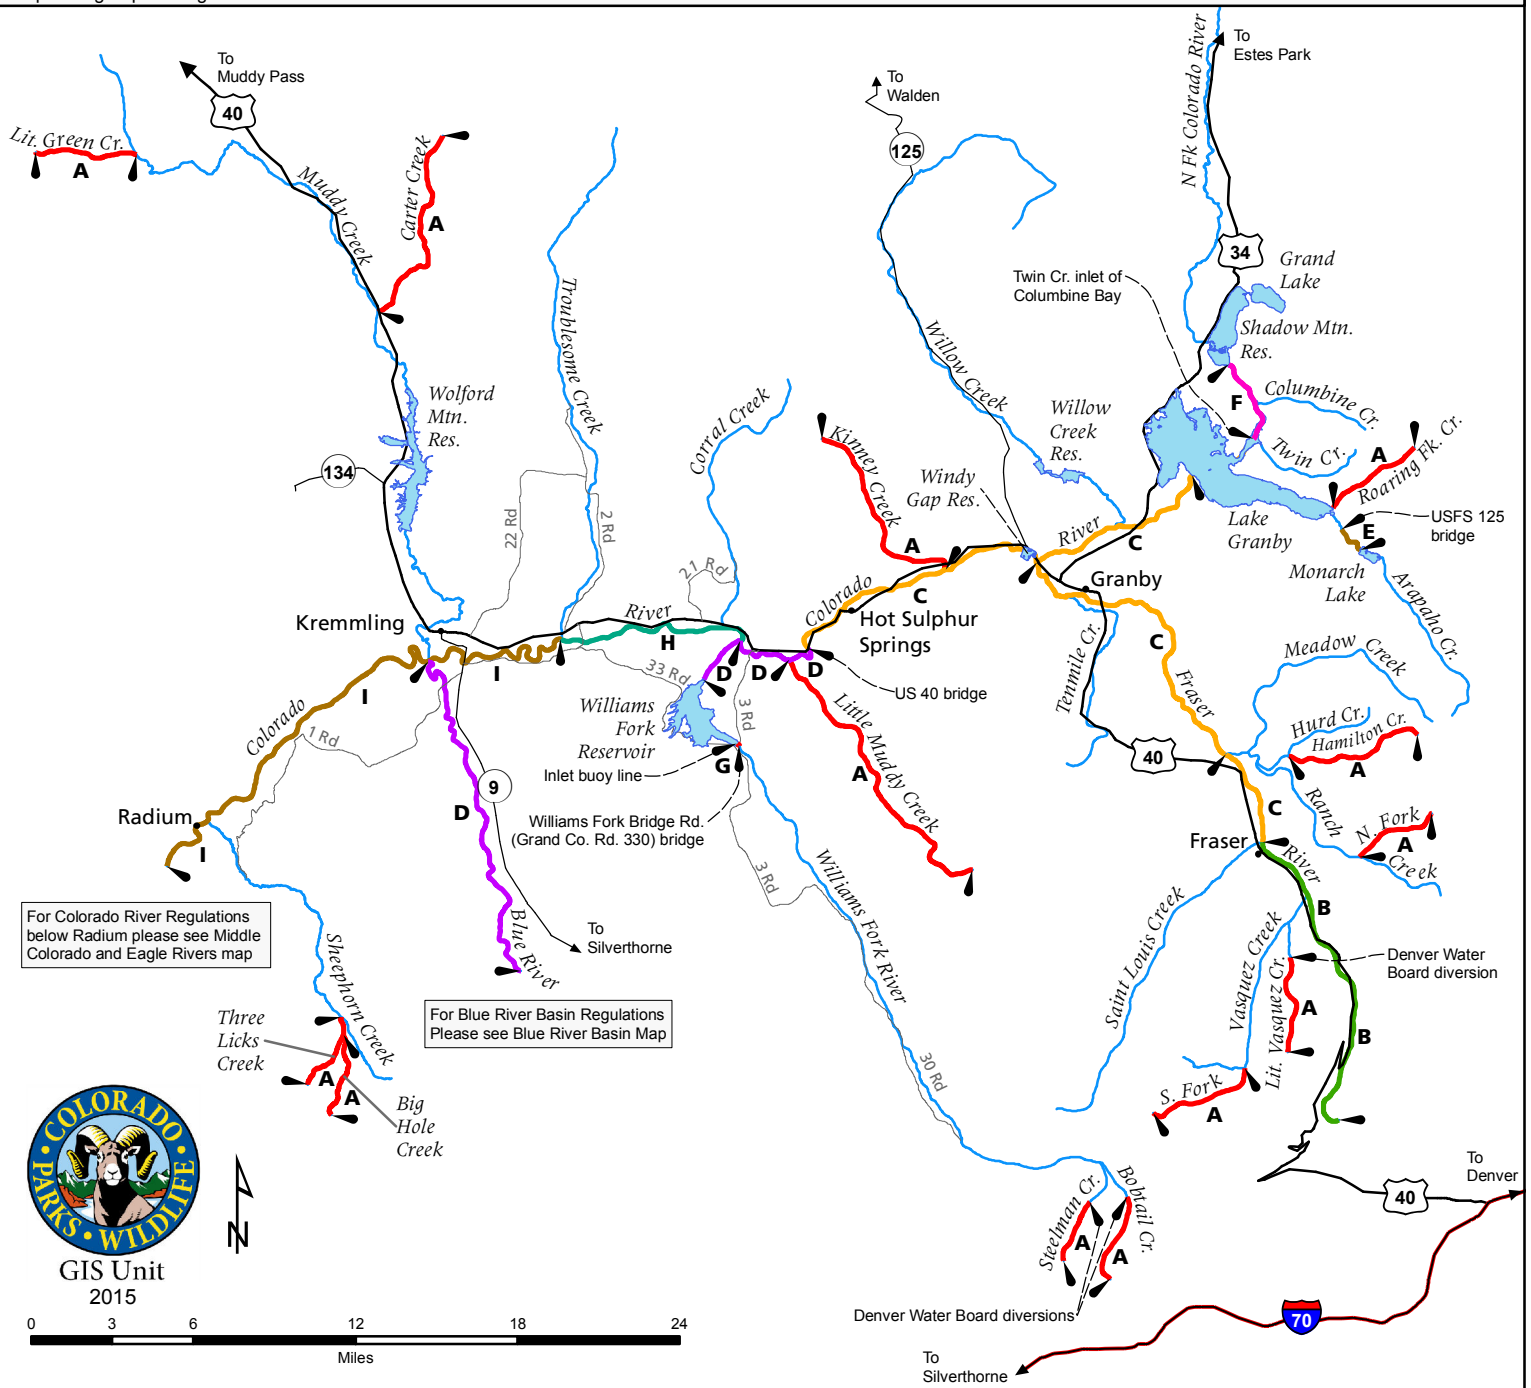 To
Muddy Pass
40
Lit. Green Cr.
A
Muddy Creek
Carter Creek
A
To
Walden
125
N Fk Colorado River
To
Estes Park
34
Grand
Lake
Twin Cr. inlet of
Columbine Bay
Shadow Mtn.
Res.
Troublesome Creek
Willow Creek
Wolford
Mtn.
Res.
Corral Creek
Willow
Creek
Res.
F
Columbine Cr.
Twin Cr.
A
Roaring Fk. Cr.
134
Kinney Creek
A
Windy
Gap Res.
22 Rd
2 Rd
21 Rd
River
C
Lake
Granby
E
USFS 125
bridge
Monarch
Lake
Arapaho Cr.
Granby
Colorado
C
Hot Sulphur
Springs
Kremmling
River
H
I
I
D
D
D
US 40 bridge
33 Rd
3 Rd
Williams
Fork
Reservoir
Inlet buoy line
G
Williams Fork Bridge Rd.
(Grand Co. Rd. 330) bridge
Little Muddy Creek
A
Tenmile Cr.
C
Fraser
Meadow Creek
Hurd Cr.
Hamilton Cr.
A
40
Colorado
1 Rd
9
D
Radium
I
3 Rd
Williams Fork River
Ranch
Creek
N. Fork
A
C
Fraser
River
B
For Colorado River Regulations
below Radium please see Middle
Colorado and Eagle Rivers map
Blue River
To
Silverthorne
Sheephorn Creek
Saint Louis Creek
Vasquez Creek
Lit. Vasquez Cr.
A
Denver Water
Board diversion
B
For Blue River Basin Regulations
Please see Blue River Basin Map
Three
Licks
Creek
A
A
Big
Hole
Creek
30 Rd
S. Fork
A
COLORADO
PARKS • WILDLIFE
GIS Unit
2015
N
Steelman Cr.
A
Bobtail Cr.
A
Denver Water Board diversions
To
Denver
40
70
To
Silverthorne
0 3 6 12 18 24
Miles